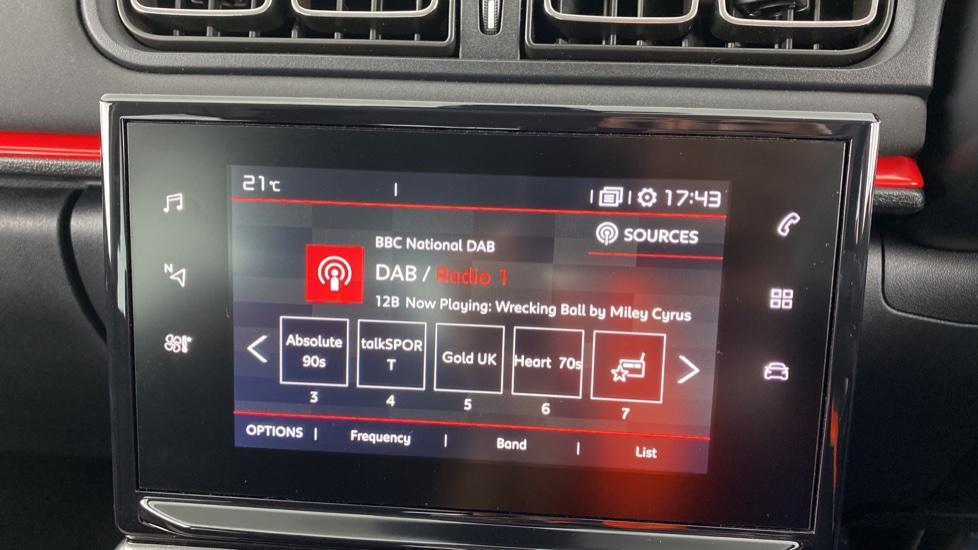 21°C
17:43
SOURCES
BBC National DAB
DAB / Radio 1
12B Now Playing: Wrecking Ball by Miley Cyrus
N
Absolute
90s
talkSPOR
T
Gold UK
Heart 70s
3
4
5
6
7
OPTIONS
Frequency
Band
List